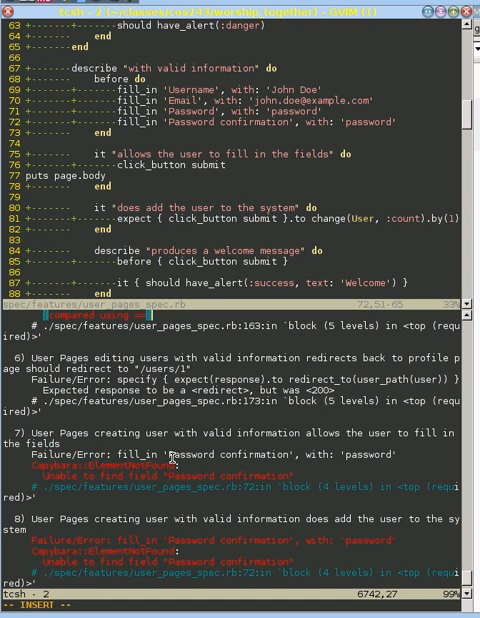 tcsh - 2 (~/classes/cos243/worship_together) - GVIM (1)
63 +-------+-------should have_alert(:danger)
64 +-------    end
65 +-------end
66
67 +-------describe "with valid information" do
68 +-------    before do
69 +-------+-------fill_in 'Username', with: 'John Doe'
70 +-------+-------fill_in 'Email', with: 'john.doe@example.com'
71 +-------+-------fill_in 'Password', with: 'password'
72 +-------+-------fill_in 'Password confirmation', with: 'password'
73 +-------    end
74
75 +-------    it "allows the user to fill in the fields" do
76 +-------+-------click_button submit
77 puts page.body
78 +-------    end
79
80 +-------    it "does add the user to the system" do
81 +-------+-------expect { click_button submit }.to change(User, :count).by(1)
82 +-------    end
83
84 +-------    describe "produces a welcome message" do
85 +-------+-------before { click_button submit }
86
87 +-------+-------it { should have_alert(:success, text: 'Welcome') }
88 +-------    end
spec/features/user_pages_spec.rb 72,51-65 33%
(compared using ==)
# ./spec/features/user_pages_spec.rb:163:in `block (5 levels) in <top (requ
ired)>'
6) User Pages editing users with valid information redirects back to profile p
age should redirect to "/users/1"
Failure/Error: specify { expect(response).to redirect_to(user_path(user)) }
Expected response to be a <redirect>, but was <200>
# ./spec/features/user_pages_spec.rb:173:in `block (5 levels) in <top (requ
ired)>'
7) User Pages creating user with valid information allows the user to fill in
the fields
Failure/Error: fill_in 'Password confirmation', with: 'password'
Capybara::ElementNotFound:
Unable to find field "Password confirmation"
# ./spec/features/user_pages_spec.rb:72:in `block (4 levels) in <top (requi
red)>'
8) User Pages creating user with valid information does add the user to the sy
stem
Failure/Error: fill_in 'Password confirmation', with: 'password'
Capybara::ElementNotFound:
Unable to find field "Password confirmation"
# ./spec/features/user_pages_spec.rb:72:in `block (4 levels) in <top (requi
red)>'
tcsh - 2 6742,27 99%
-- INSERT --